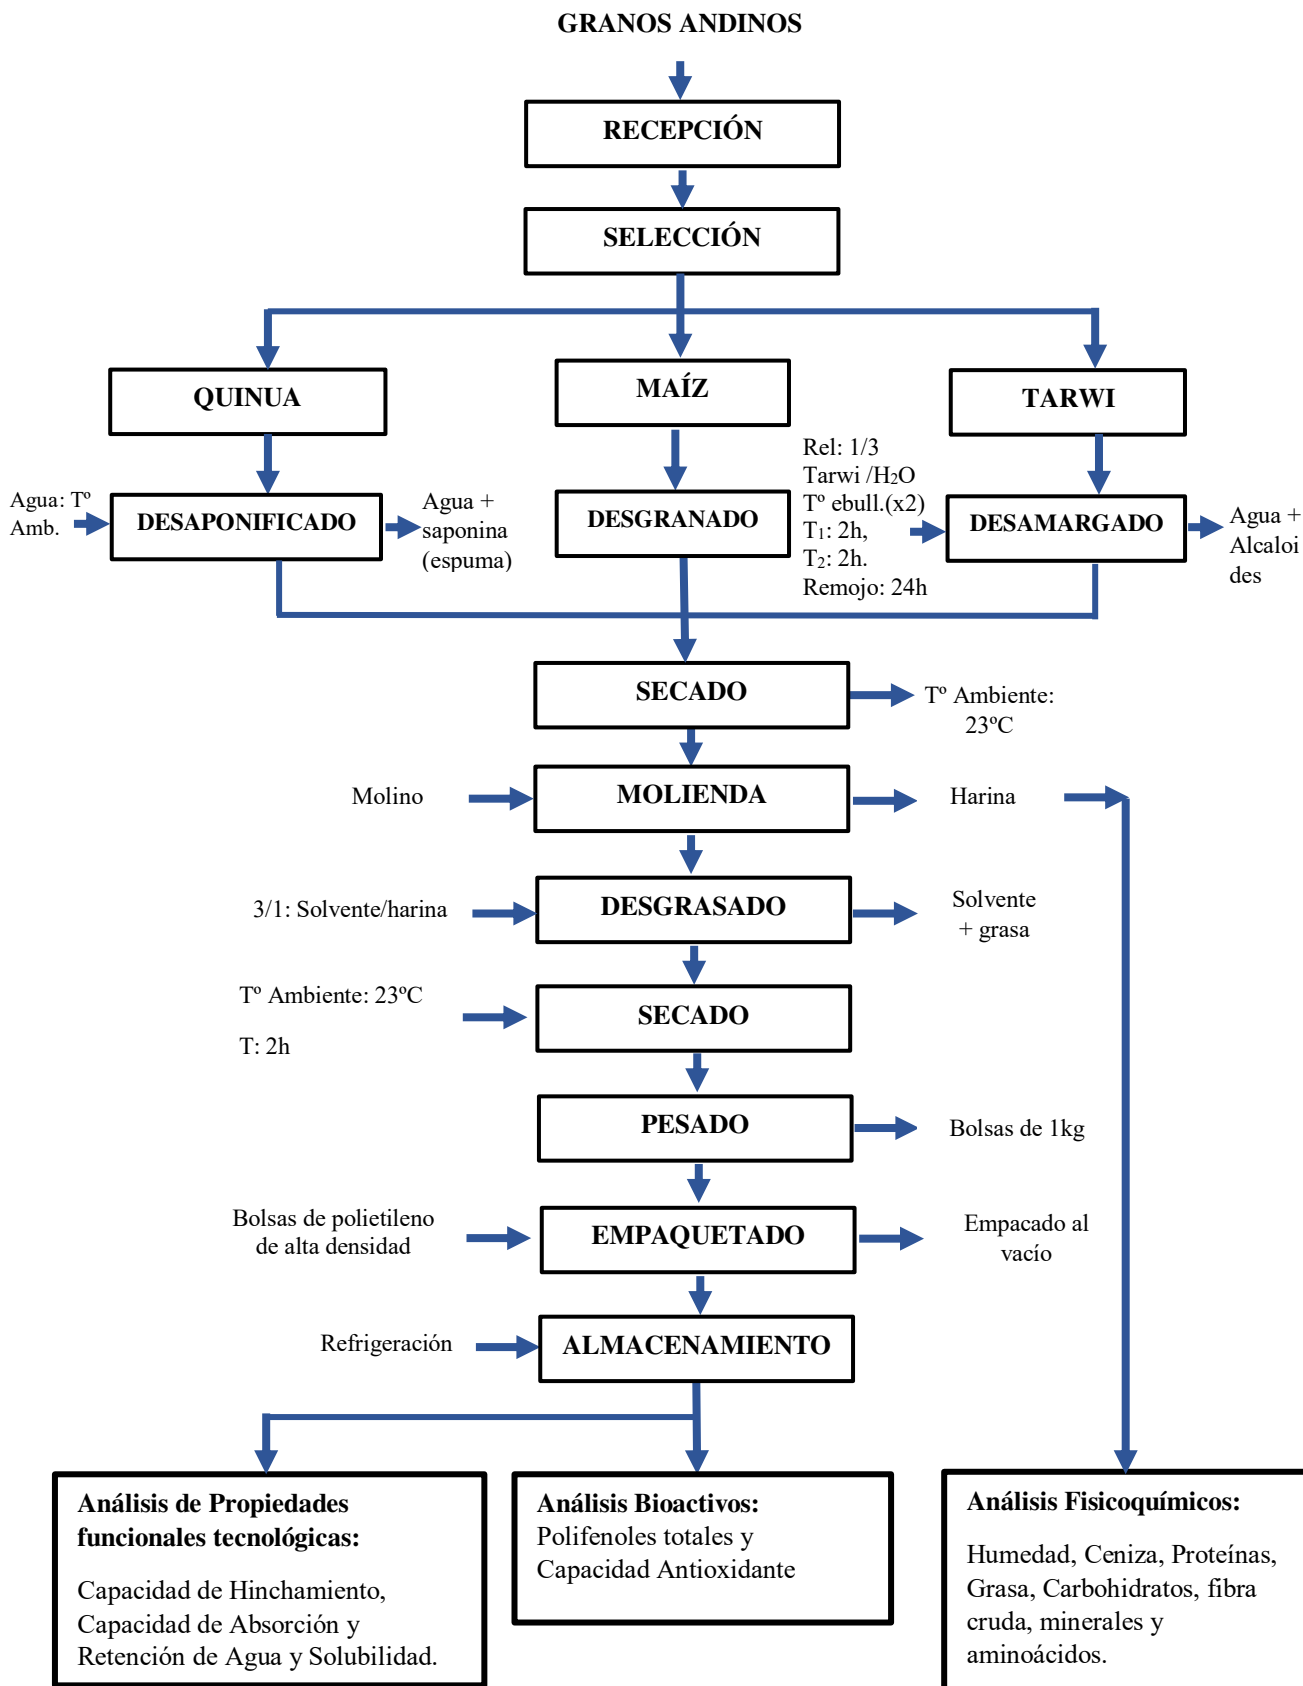 GRANOS ANDINOS
RECEPCIÓN
SELECCIÓN
QUINUA
MAÍZ
TARWI
Agua: Tº
Amb.
DESAPONIFICADO
Agua +
saponina
(espuma)
DESGRANADO
Rel: 1/3
Tarwi /H₂O
Tº ebull.(x2)
T₁: 2h,
T₂: 2h.
Remojo: 24h
DESAMARGADO
Agua +
Alcaloi
des
SECADO
Tº Ambiente:
23ºC
Molino
MOLIENDA
Harina
3/1: Solvente/harina
DESGRASADO
Solvente
+ grasa
Tº Ambiente: 23ºC
T: 2h
SECADO
PESADO
Bolsas de 1kg
Bolsas de polietileno
de alta densidad
EMPAQUETADO
Empacado al
vacío
Refrigeración
ALMACENAMIENTO
Análisis de Propiedades
funcionales tecnológicas:
Capacidad de Hinchamiento,
Capacidad de Absorción y
Retención de Agua y Solubilidad.
Análisis Bioactivos:
Polifenoles totales y
Capacidad Antioxidante
Análisis Fisicoquímicos:
Humedad, Ceniza, Proteínas,
Grasa, Carbohidratos, fibra
cruda, minerales y
aminoácidos.